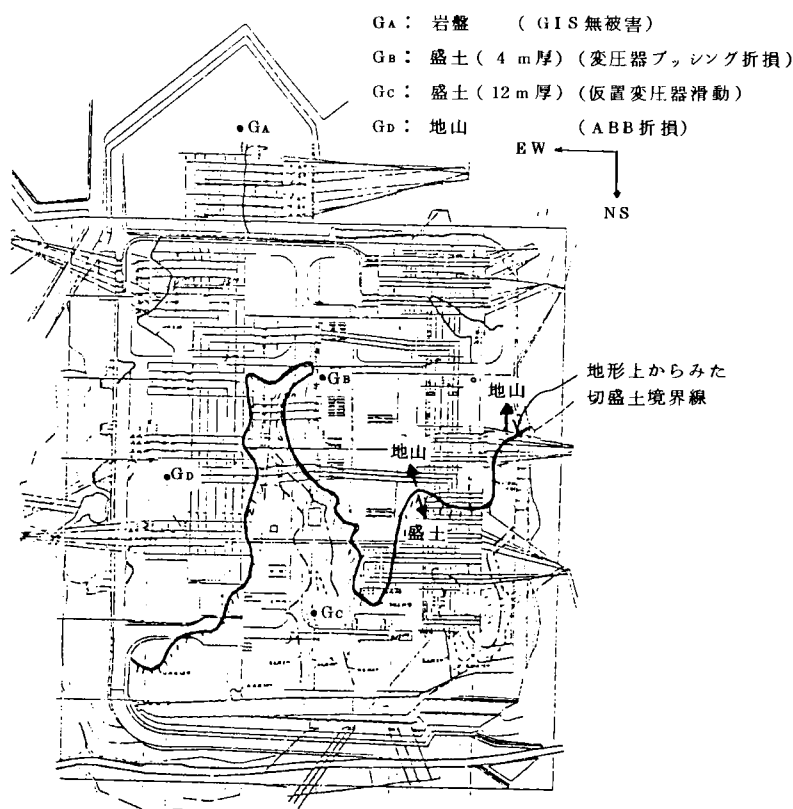 GA： 岩盤 （GIS無被害）
GB： 盛土（4m厚）（変圧器ブッシング折損）
GC： 盛土（12m厚）（仮置変圧器滑動）
GD： 地山 （ABB折損）
EW
NS
GA
GB
地形上からみた
切盛土境界線
地山
地山
GD
盛土
GC